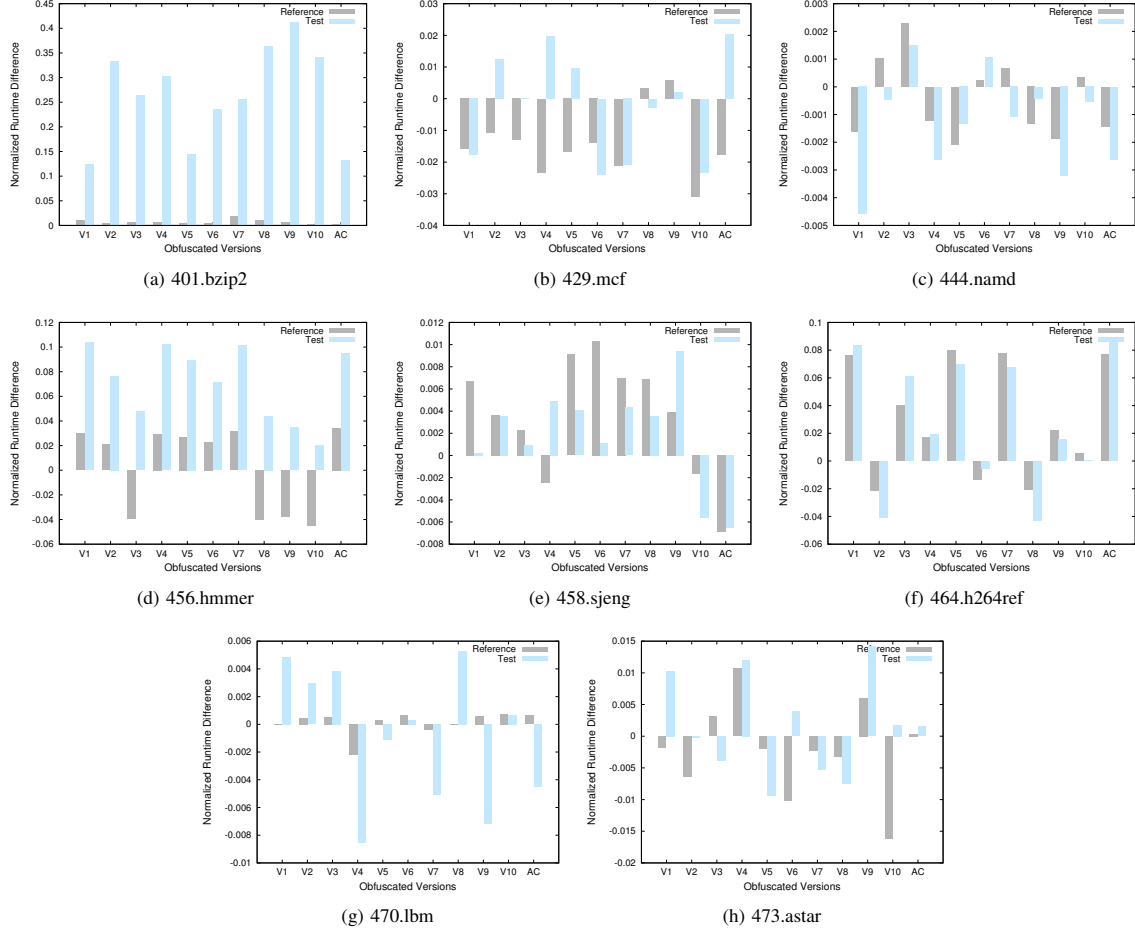 0.45
0.4
0.35
0.3
0.25
0.2
0.15
0.1
0.05
0
Normalized Runtime Difference
Reference
Test
V1 V2 V3 V4 V5 V6 V7 V8 V9 V10 AC
Obfuscated Versions
(a) 401.bzip2
0.03
0.02
0.01
0
-0.01
-0.02
-0.03
-0.04
Normalized Runtime Difference
Reference
Test
V1 V2 V3 V4 V5 V6 V7 V8 V9 V10 AC
Obfuscated Versions
(b) 429.mcf
0.003
0.002
0.001
0
-0.001
-0.002
-0.003
-0.004
-0.005
Normalized Runtime Difference
Reference
Test
V1 V2 V3 V4 V5 V6 V7 V8 V9 V10 AC
Obfuscated Versions
(c) 444.namd
0.12
0.1
0.08
0.06
0.04
0.02
0
-0.02
-0.04
-0.06
Normalized Runtime Difference
Reference
Test
V1 V2 V3 V4 V5 V6 V7 V8 V9 V10 AC
Obfuscated Versions
(d) 456.hmmer
0.012
0.01
0.008
0.006
0.004
0.002
0
-0.002
-0.004
-0.006
-0.008
Normalized Runtime Difference
Reference
Test
V1 V2 V3 V4 V5 V6 V7 V8 V9 V10 AC
Obfuscated Versions
(e) 458.sjeng
0.1
0.08
0.06
0.04
0.02
0
-0.02
-0.04
-0.06
Normalized Runtime Difference
Reference
Test
V1 V2 V3 V4 V5 V6 V7 V8 V9 V10 AC
Obfuscated Versions
(f) 464.h264ref
0.006
0.004
0.002
0
-0.002
-0.004
-0.006
-0.008
-0.01
Normalized Runtime Difference
Reference
Test
V1 V2 V3 V4 V5 V6 V7 V8 V9 V10 AC
Obfuscated Versions
(g) 470.lbm
0.015
0.01
0.005
0
-0.005
-0.01
-0.015
-0.02
Normalized Runtime Difference
Reference
Test
V1 V2 V3 V4 V5 V6 V7 V8 V9 V10 AC
Obfuscated Versions
(h) 473.astar